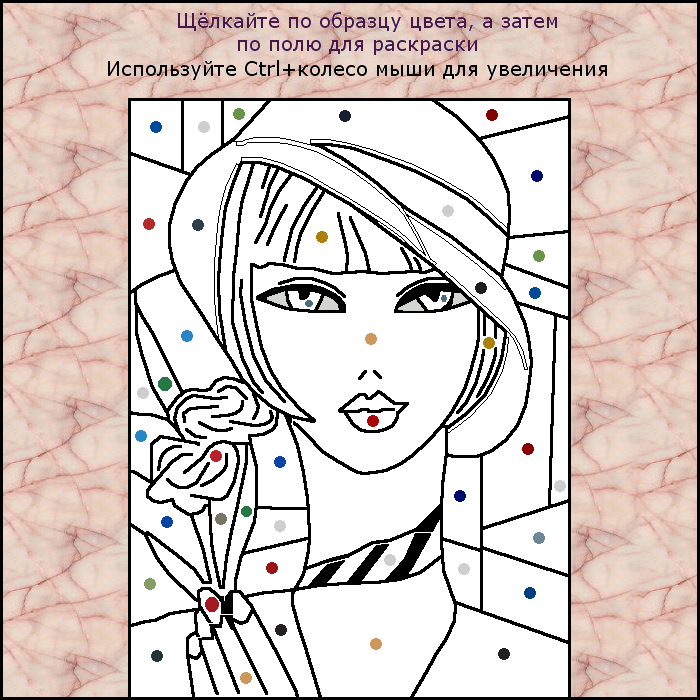 Щёлкайте по образцу цвета, а затем
по полю для раскраски
Используйте Ctrl+колесо мыши для увеличения